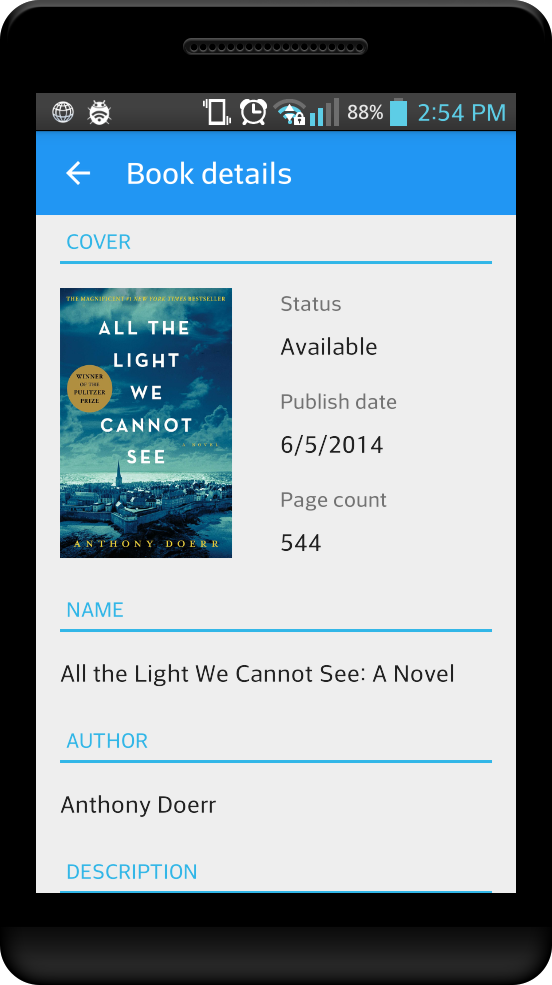 88% 2:54 PM
Book details
COVER
THE MAGNIFICENT #1 NEW YORK TIMES BESTSELLER
ALL THE
LIGHT
WE
CANNOT
SEE
WINNER
OF THE
PULITZER
PRIZE
A NOVEL
ANTHONY DOERR
Status
Available
Publish date
6/5/2014
Page count
544
NAME
All the Light We Cannot See: A Novel
AUTHOR
Anthony Doerr
DESCRIPTION